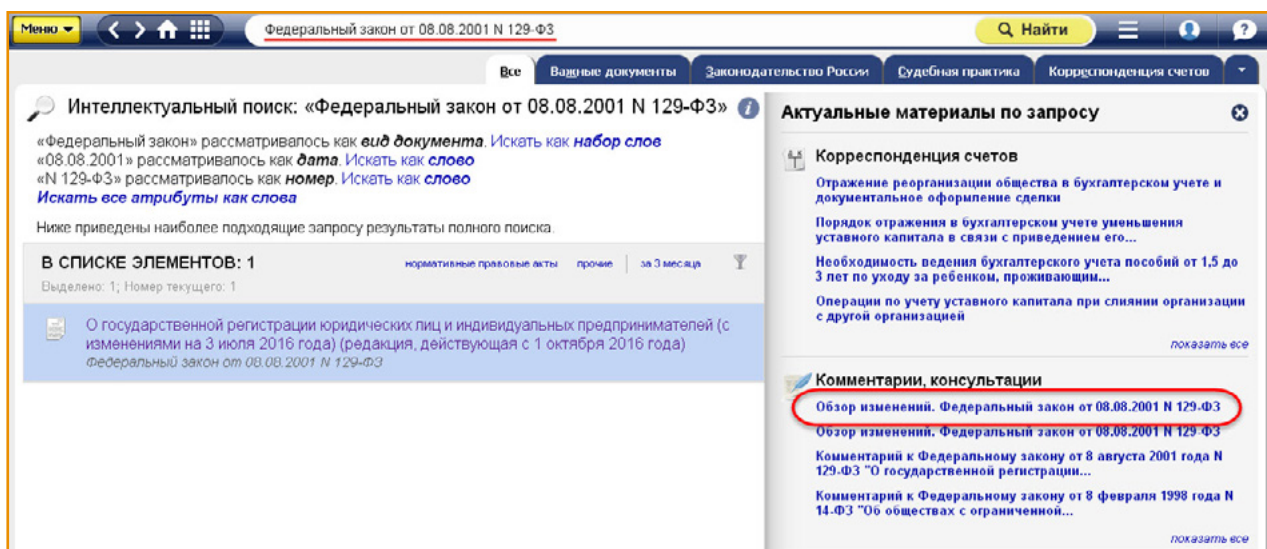 Меню
Федеральный закон от 08.08.2001 N 129-ФЗ
Найти
?
Все
Важные документы
Законодательство России
Судебная практика
Корреспонденция счетов
Интеллектуальный поиск: «Федеральный закон от 08.08.2001 N 129-ФЗ» i
«Федеральный закон» рассматривалось как вид документа. Искать как набор слов
«08.08.2001» рассматривалось как дата. Искать как слово
«N 129-ФЗ» рассматривалось как номер. Искать как слово
Искать все атрибуты как слова
Ниже приведены наиболее подходящие запросу результаты полного поиска.
В СПИСКЕ ЭЛЕМЕНТОВ: 1
нормативные правовые акты прочие за 3 месяца
Выделено: 1; Номер текущего: 1
О государственной регистрации юридических лиц и индивидуальных предпринимателей (с
изменениями на 3 июля 2016 года) (редакция, действующая с 1 октября 2016 года)
Федеральный закон от 08.08.2001 N 129-ФЗ
Актуальные материалы по запросу
Корреспонденция счетов
Отражение реорганизации общества в бухгалтерском учете и
документальное оформление сделки
Порядок отражения в бухгалтерском учете уменьшения
уставного капитала в связи с приведением его...
Необходимость ведения бухгалтерского учета пособий от 1,5 до
3 лет по уходу за ребенком, проживающим...
Операции по учету уставного капитала при слиянии организации
с другой организацией
показать все
Комментарии, консультации
Обзор изменений. Федеральный закон от 08.08.2001 N 129-ФЗ
Обзор изменений. Федеральный закон от 08.08.2001 N 129-ФЗ
Комментарий к Федеральному закону от 8 августа 2001 года N
129-ФЗ "О государственной регистрации...
Комментарий к Федеральному закону от 8 февраля 1998 года N
14-ФЗ "Об обществах с ограниченной...
показать все